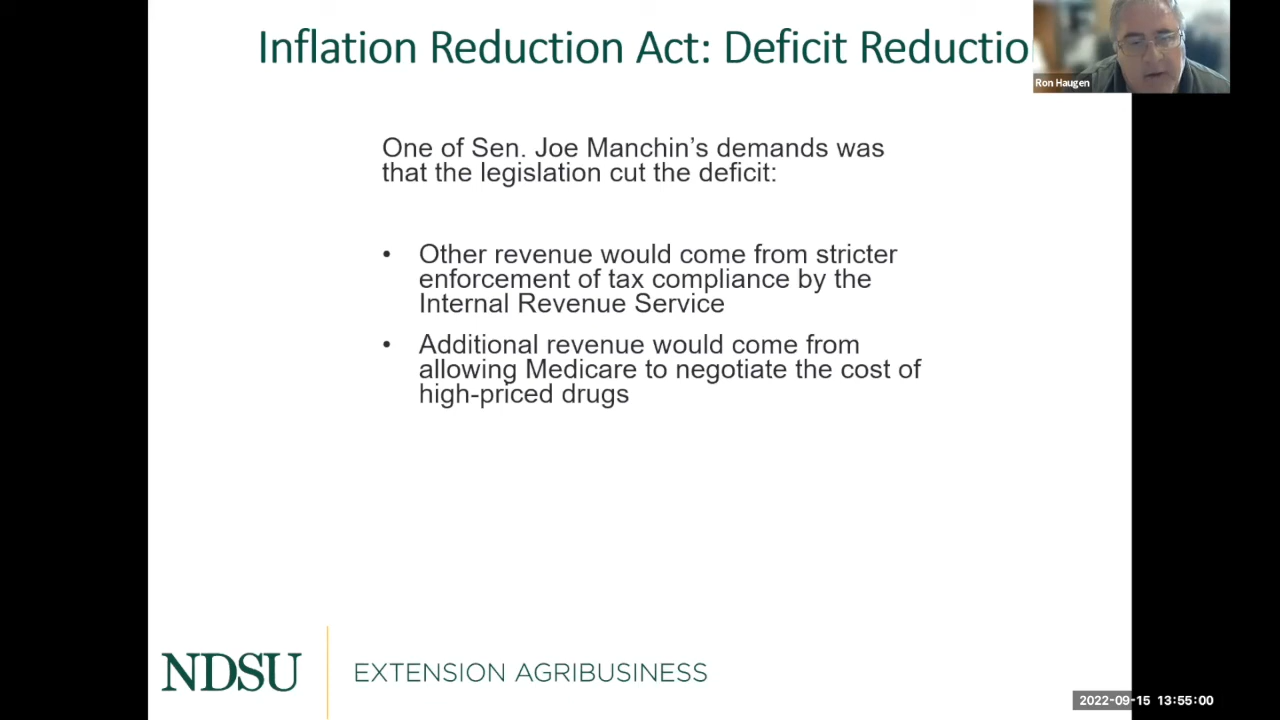 Inflation Reduction Act: Deficit Reductio
Ron Haugen
One of Sen. Joe Manchin’s demands was
that the legislation cut the deficit:
• Other revenue would come from stricter
enforcement of tax compliance by the
Internal Revenue Service
• Additional revenue would come from
allowing Medicare to negotiate the cost of
high-priced drugs
NDSU
EXTENSION AGRIBUSINESS
2022-09-15 13:55:00